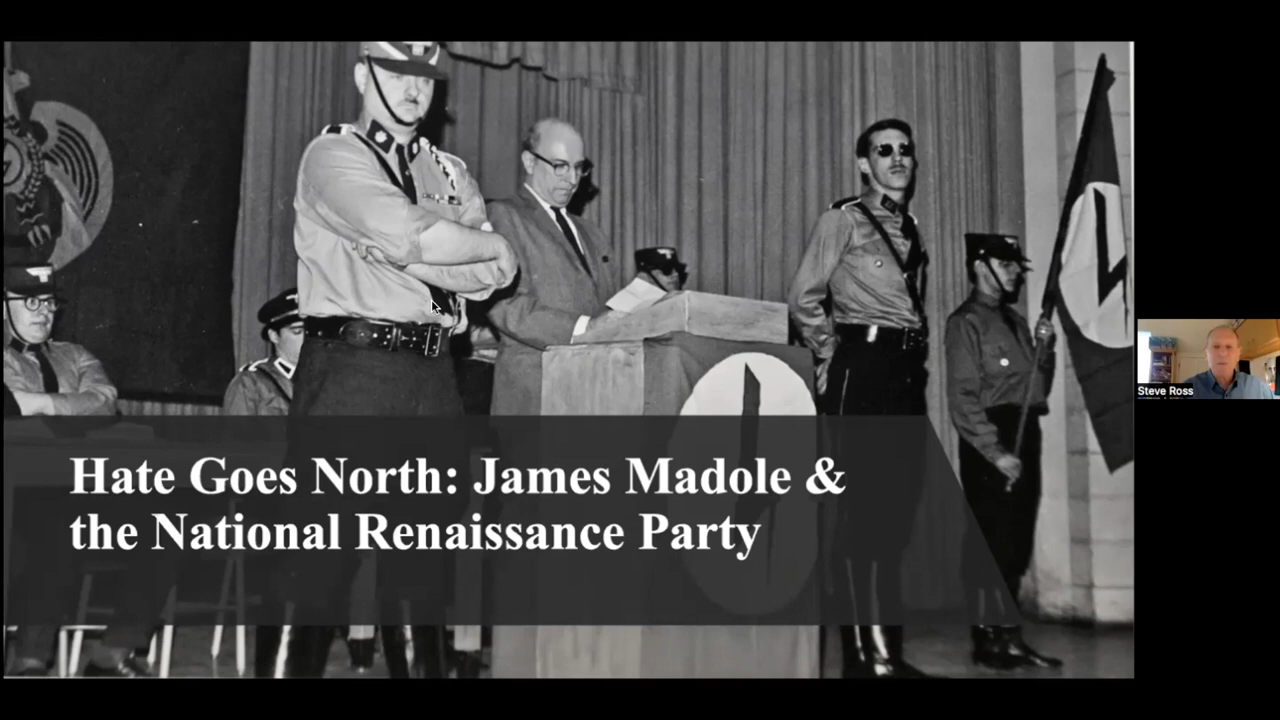 Hate Goes North: James Madole &
the National Renaissance Party
Steve Ross